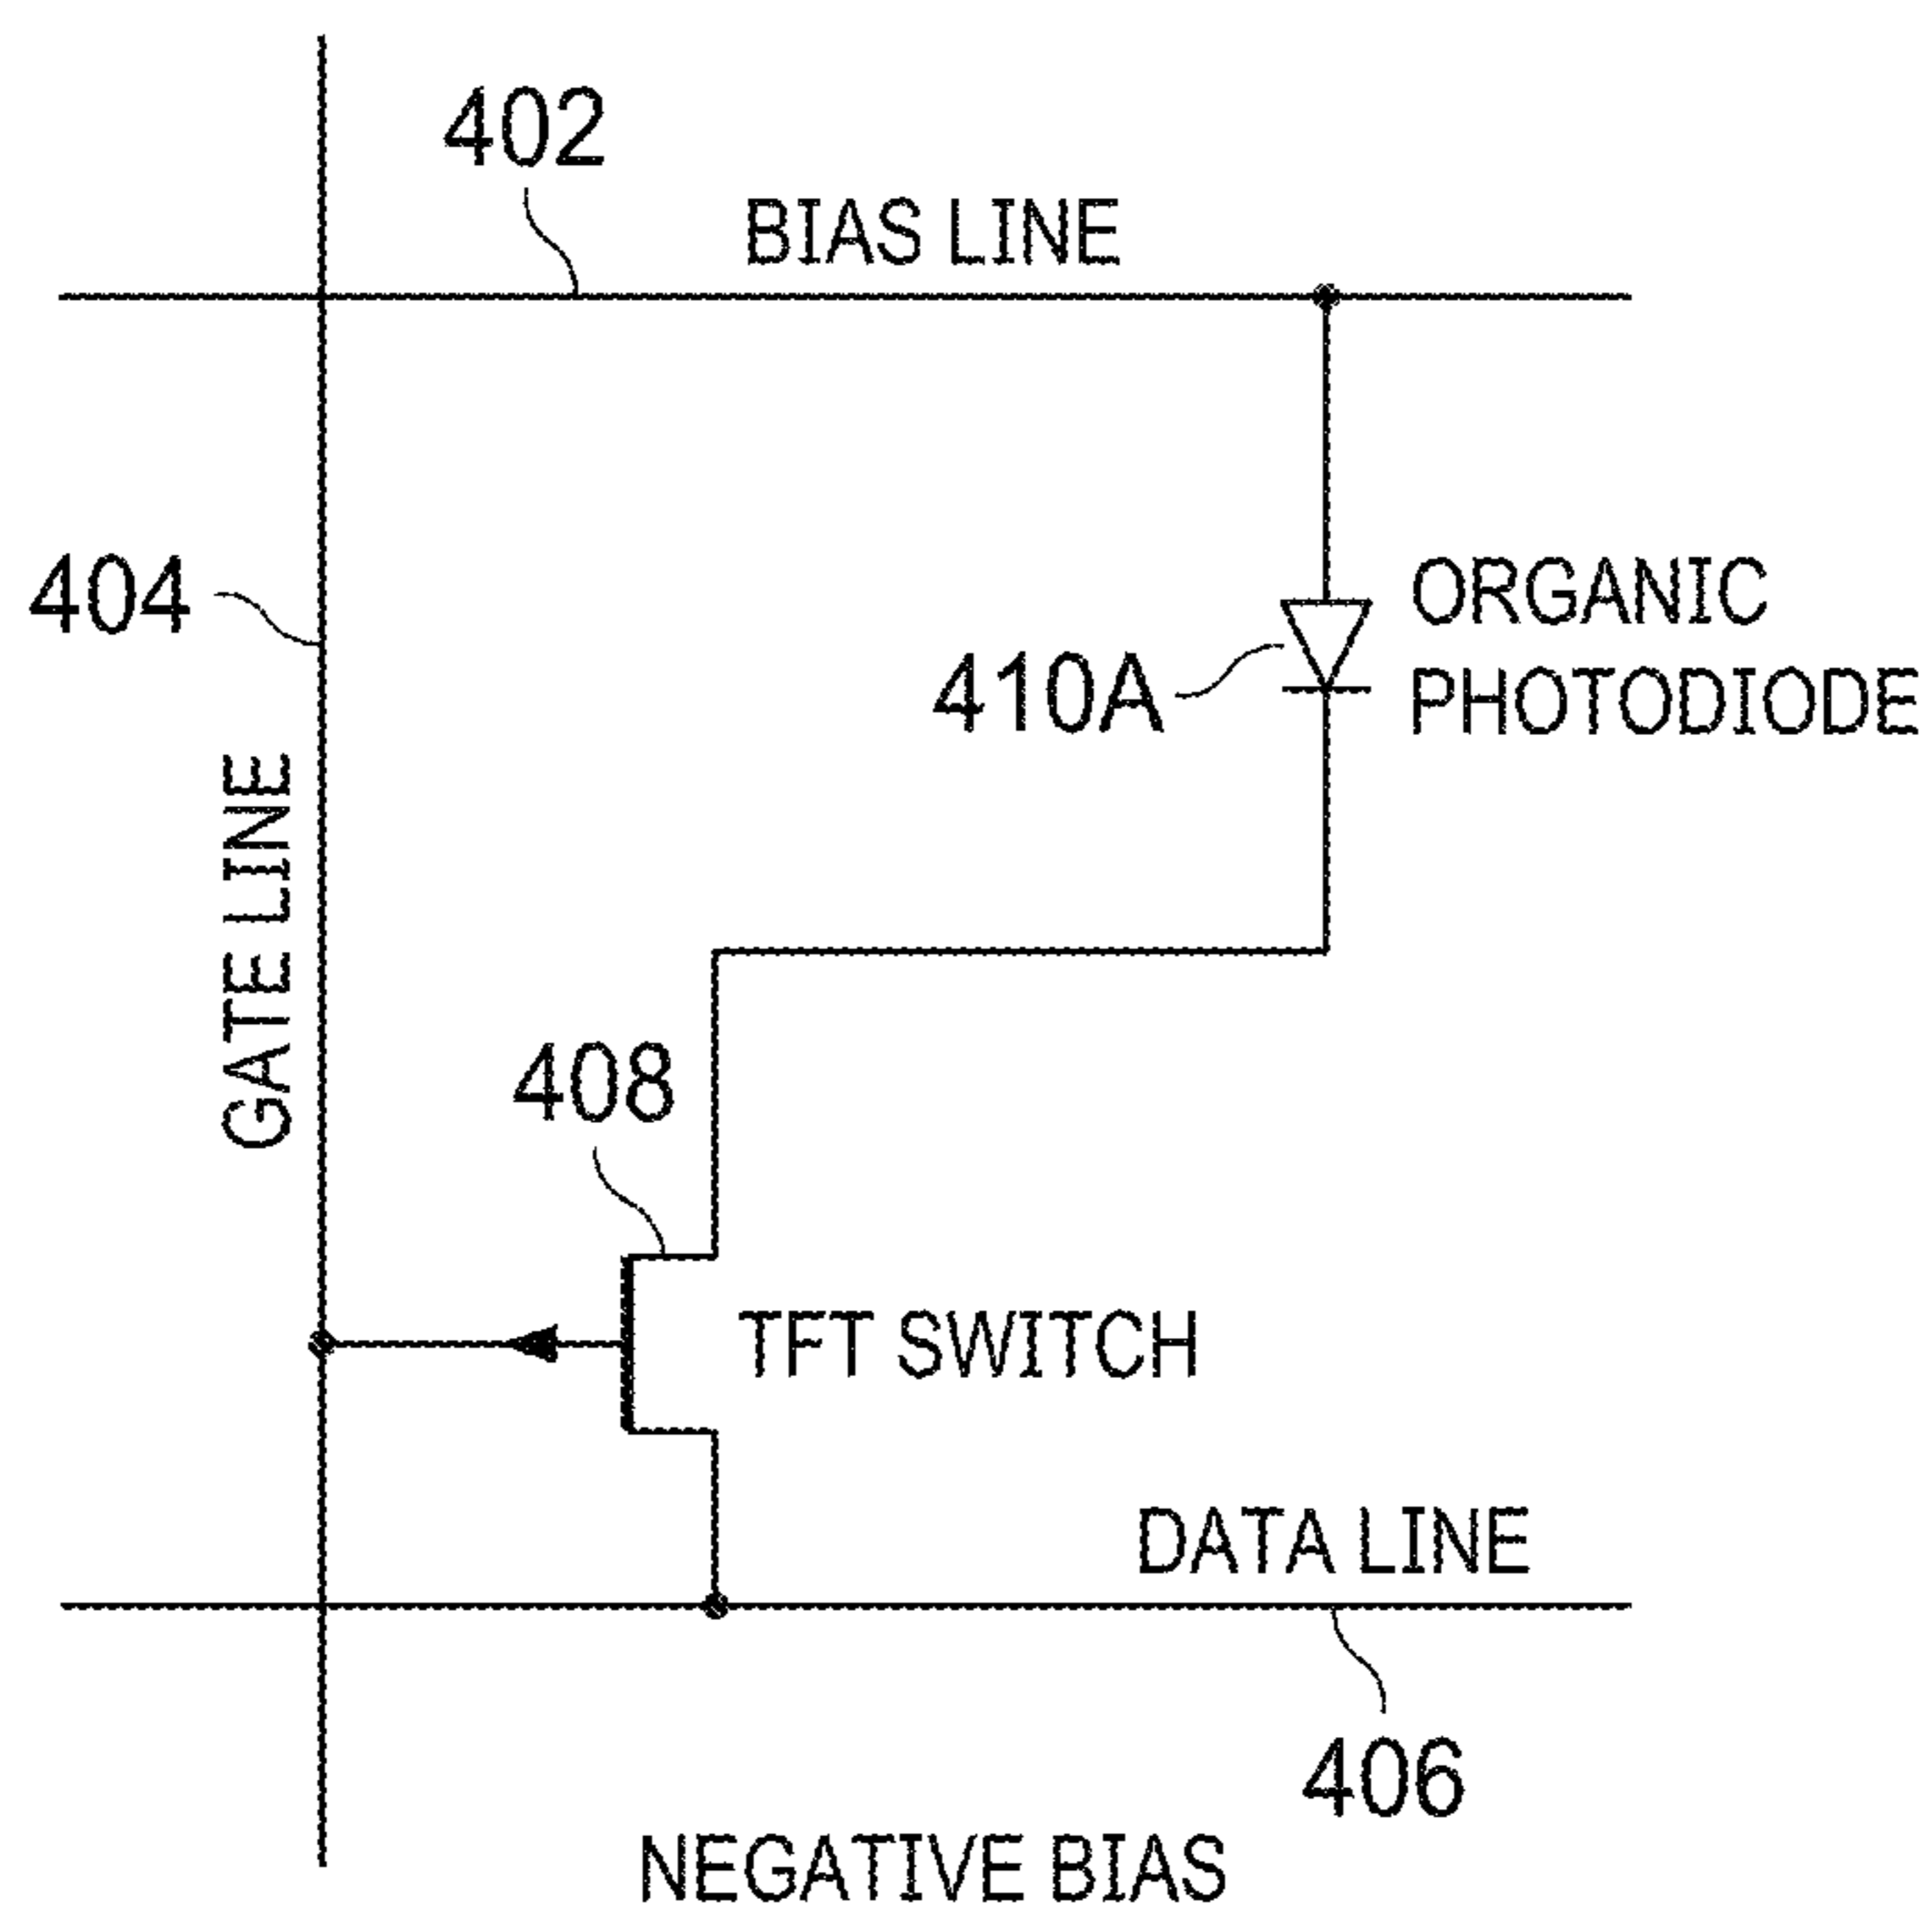 402
BIAS LINE
404
ORGANIC
PHOTODIODE
410A
GATE LINE
408
TFT SWITCH
DATA LINE
406
NEGATIVE BIAS